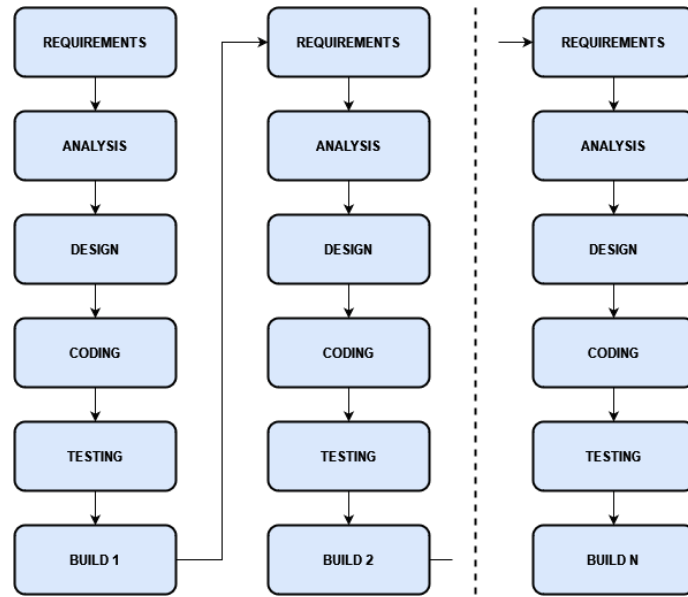 REQUIREMENTS
ANALYSIS
DESIGN
CODING
TESTING
BUILD 1
REQUIREMENTS
ANALYSIS
DESIGN
CODING
TESTING
BUILD 2
REQUIREMENTS
ANALYSIS
DESIGN
CODING
TESTING
BUILD N